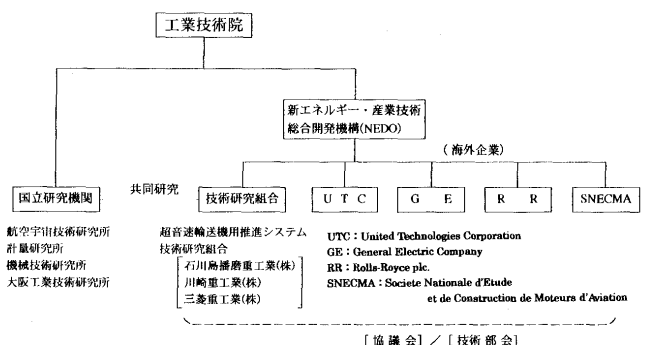 工業技術院
新エネルギー・産業技術
総合開発機構(NEDO)
(海外企業)
国立研究機関
共同研究
技術研究組合
U T C
G E
R R
SNECMA
航空宇宙技術研究所
計量研究所
機械技術研究所
大阪工業技術研究所
超音速輸送機用推進システム
技術研究組合
石川島播磨重工業(株)
川崎重工業(株)
三菱重工業(株)
UTC:United Technologies Corporation
GE:General Electric Company
RR:Rolls-Royce plc.
SNECMA:Societe Nationale d'Etude
et de Construction de Moteurs d'Aviation
[協議会]/[技術部会]